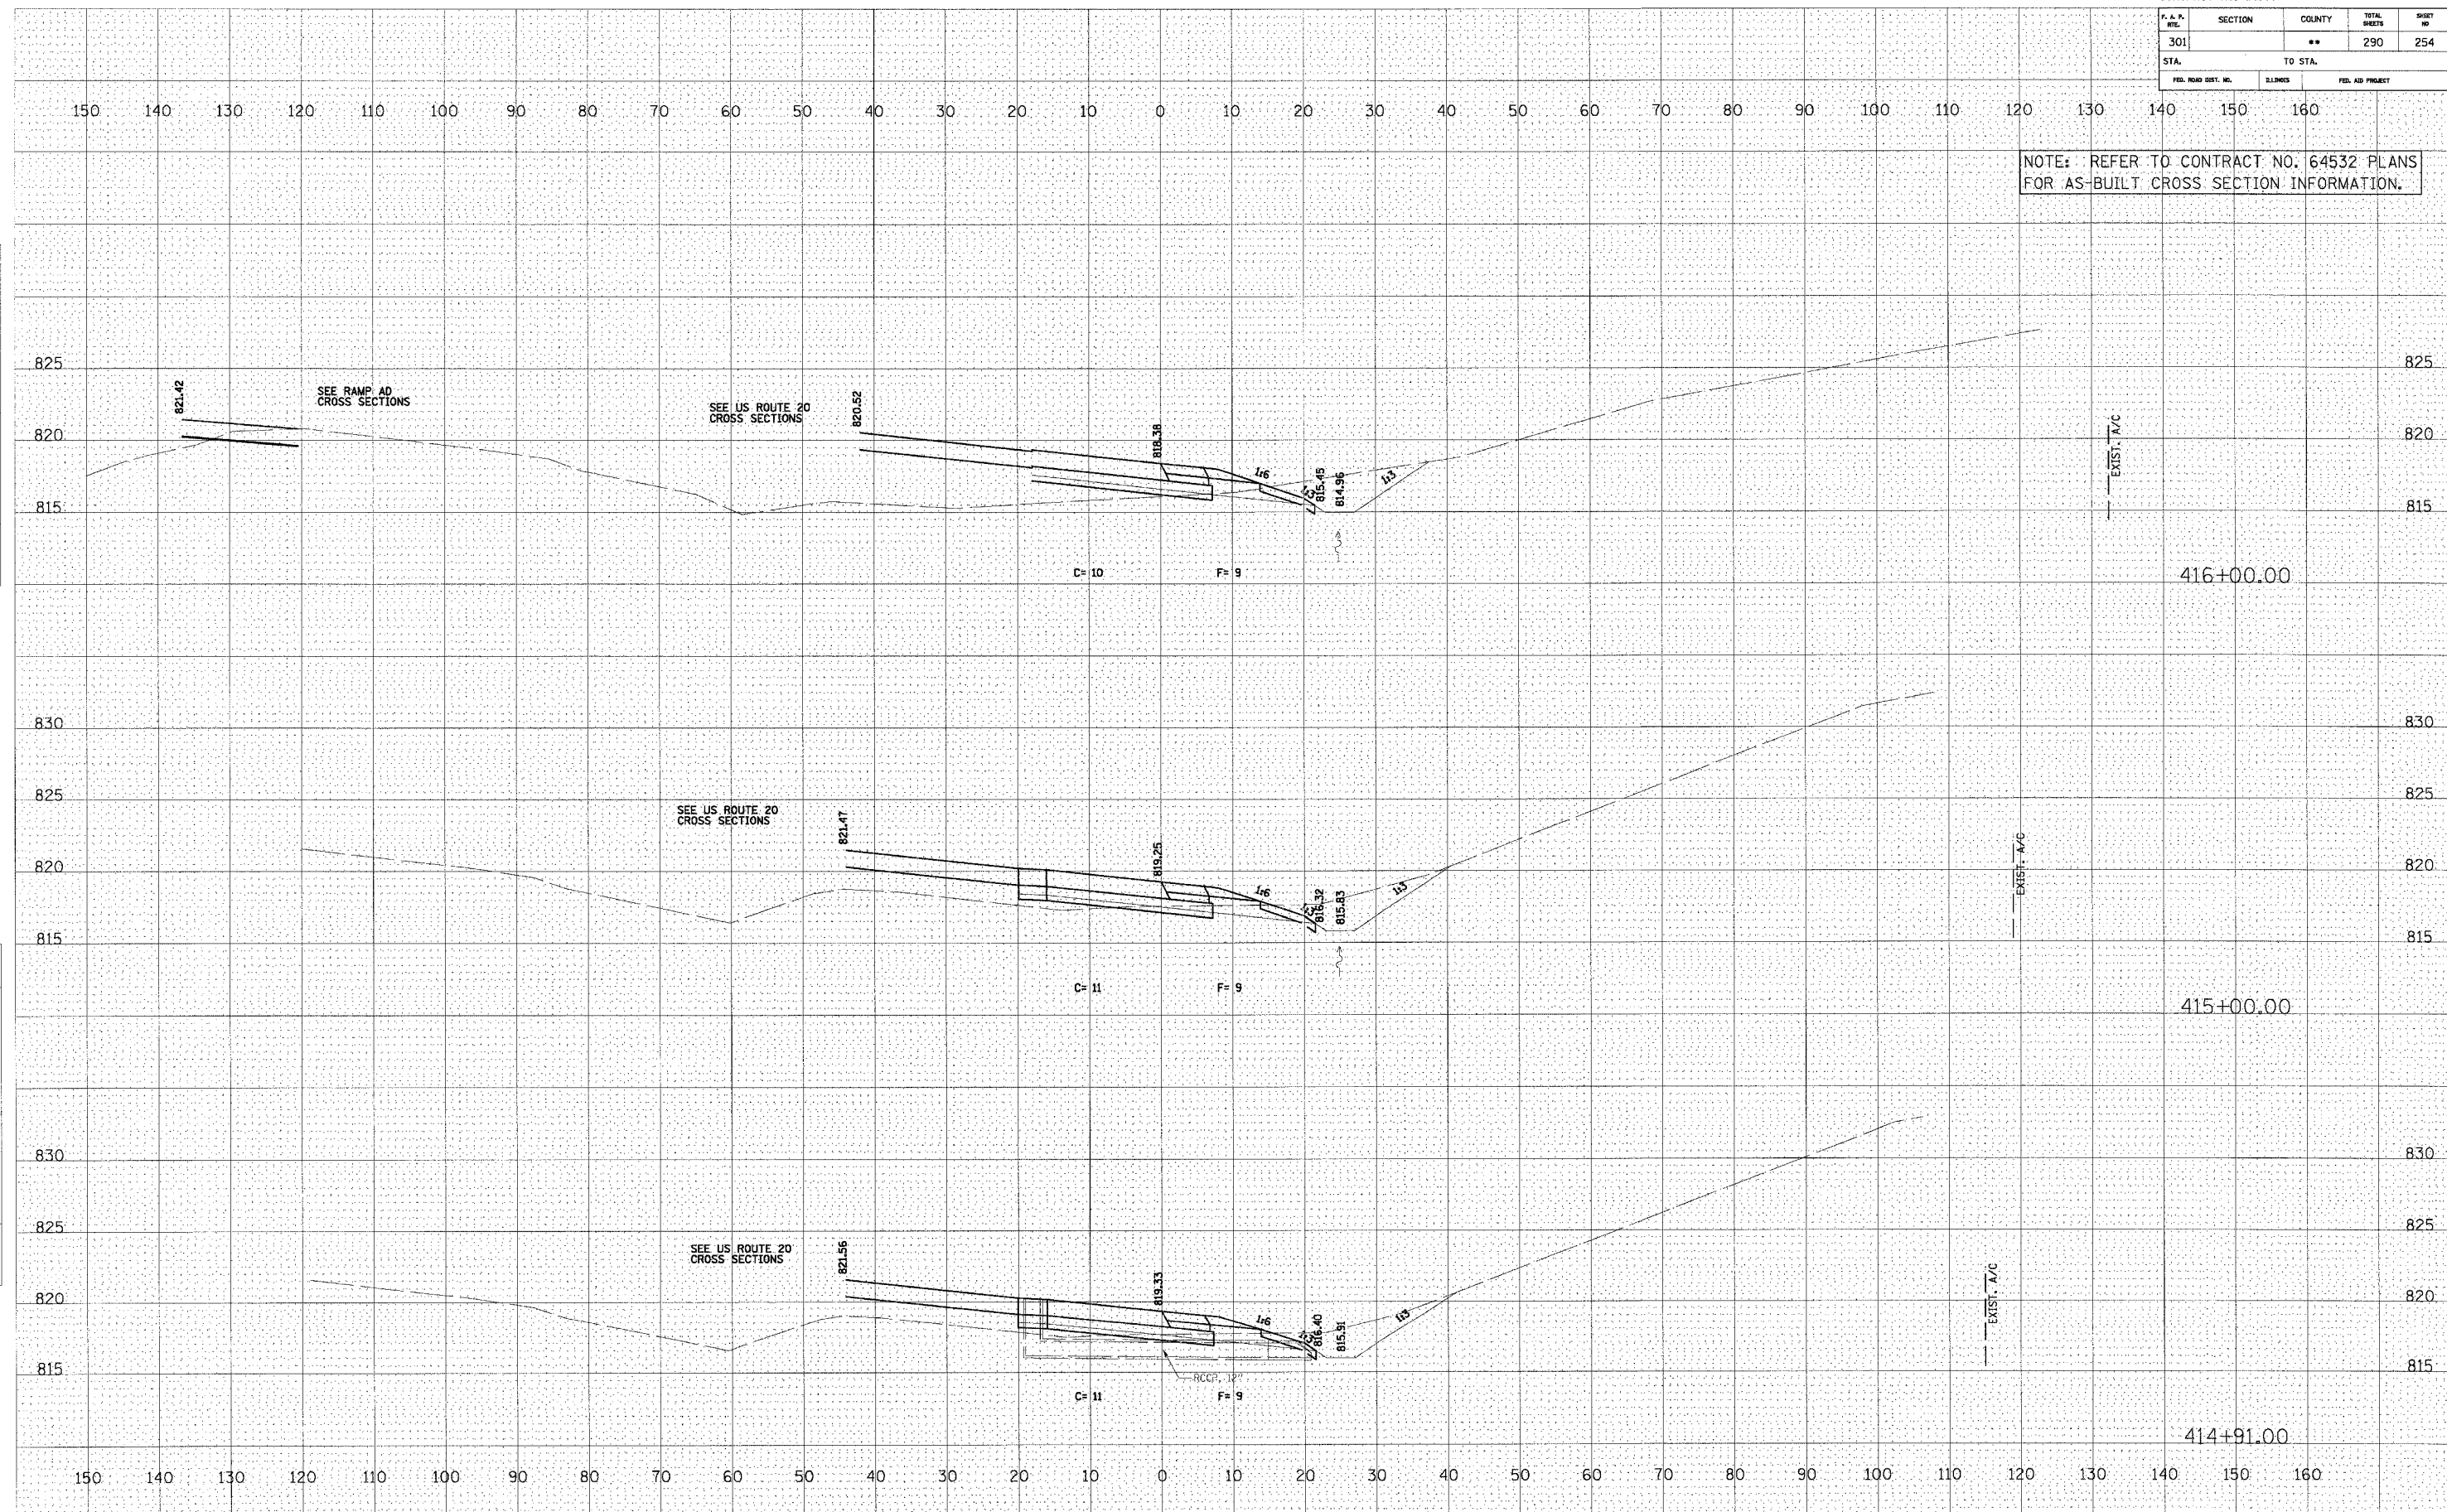 F. A. P. RTE. SECTION COUNTY TOTAL SHEETS SHEET NO
301 ** 290 254
STA. TO STA.
FED. ROAD DIST. NO. ILLINOIS FED. AID PROJECT
150 140 130 120 110 100 90 80 70 60 50 40 30 20 10 0 10 20 30 40 50 60 70 80 90 100 110 120 130 140 150 160
NOTE: REFER TO CONTRACT NO. 64532 PLANS
FOR AS-BUILT CROSS SECTION INFORMATION.
825 825
821.42
SEE RAMP AD
CROSS SECTIONS
SEE US ROUTE 20
CROSS SECTIONS
820.52
818.38
1:6
1:3
815.45
814.96
1:3
EXIST. A/C
820 820
815 815
C= 10 F= 9
416+00.00
830 830
825 825
SEE US ROUTE 20
CROSS SECTIONS
821.47
819.25
1:6
1:3
816.32
815.83
1:3
EXIST. A/C
820 820
815 815
C= 11 F= 9
415+00.00
830 830
825 825
SEE US ROUTE 20
CROSS SECTIONS
821.56
819.33
1:6
1:3
816.40
815.91
1:3
EXIST. A/C
820 820
815 815
RCCP, 12"
C= 11 F= 9
414+91.00
150 140 130 120 110 100 90 80 70 60 50 40 30 20 10 0 10 20 30 40 50 60 70 80 90 100 110 120 130 140 150 160